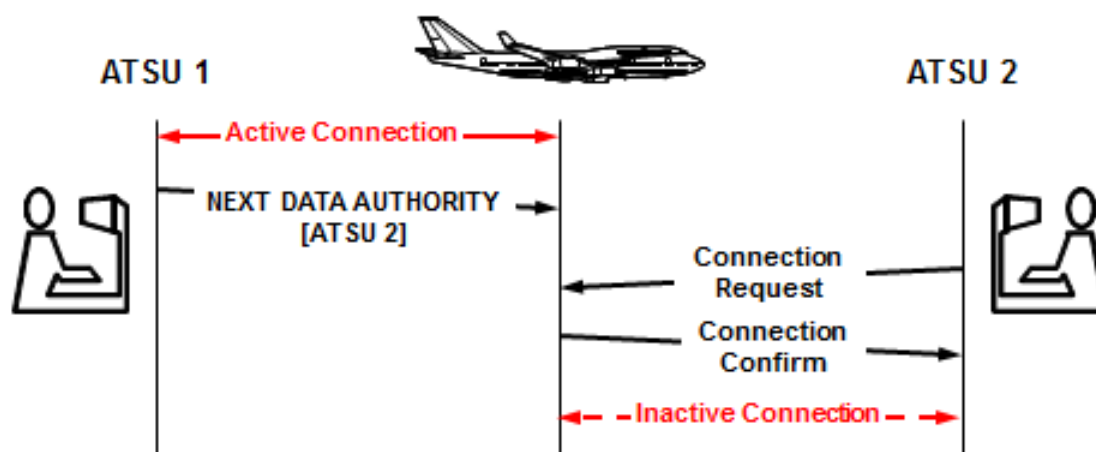 ATSU 1
ATSU 2
Active Connection
NEXT DATA AUTHORITY
[ATSU 2]
Connection
Request
Connection
Confirm
Inactive Connection